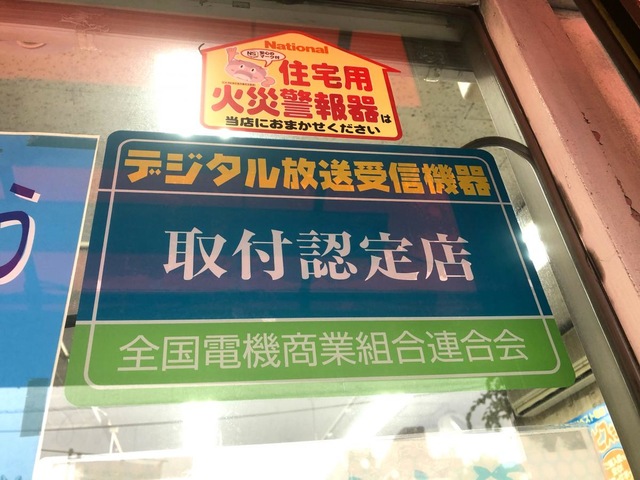 National
住宅用
火災警報器は
当店におまかせください
デジタル放送受信機器
取付認定店
全国電機商業組合連合会